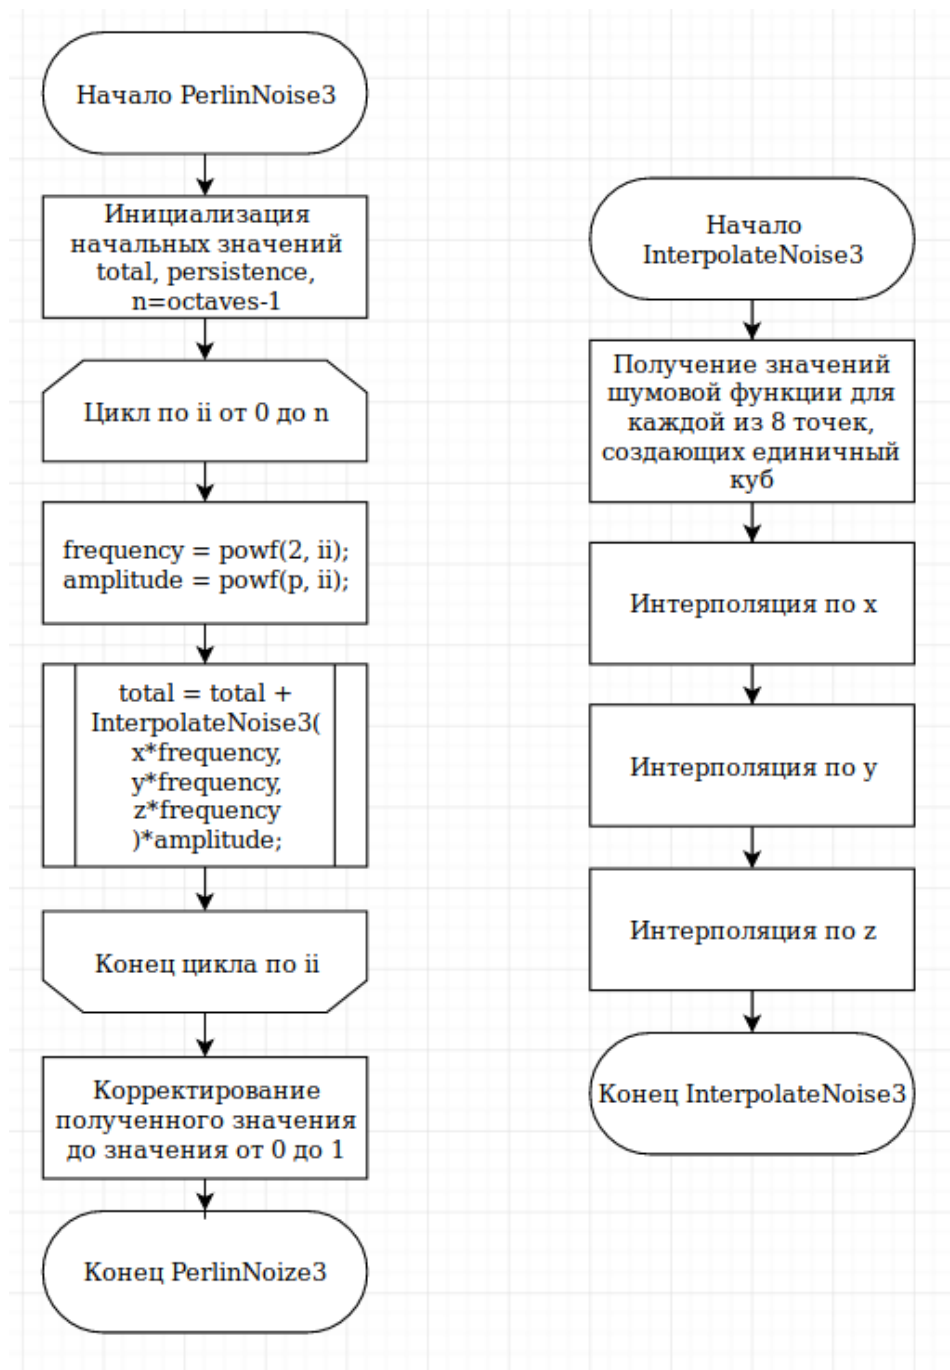 Начало PerlinNoise3
Инициализация
начальных значений
total, persistence,
n=octaves-1
Цикл по ii от 0 до n
frequency = powf(2, ii);
amplitude = powf(p, ii);
total = total +
InterpolateNoise3(
x*frequency,
y*frequency,
z*frequency
)*amplitude;
Конец цикла по ii
Корректирование
полученного значения
до значения от 0 до 1
Конец PerlinNoize3
Начало
InterpolateNoise3
Получение значений
шумовой функции для
каждой из 8 точек,
создающих единичный
куб
Интерполяция по x
Интерполяция по y
Интерполяция по z
Конец InterpolateNoise3